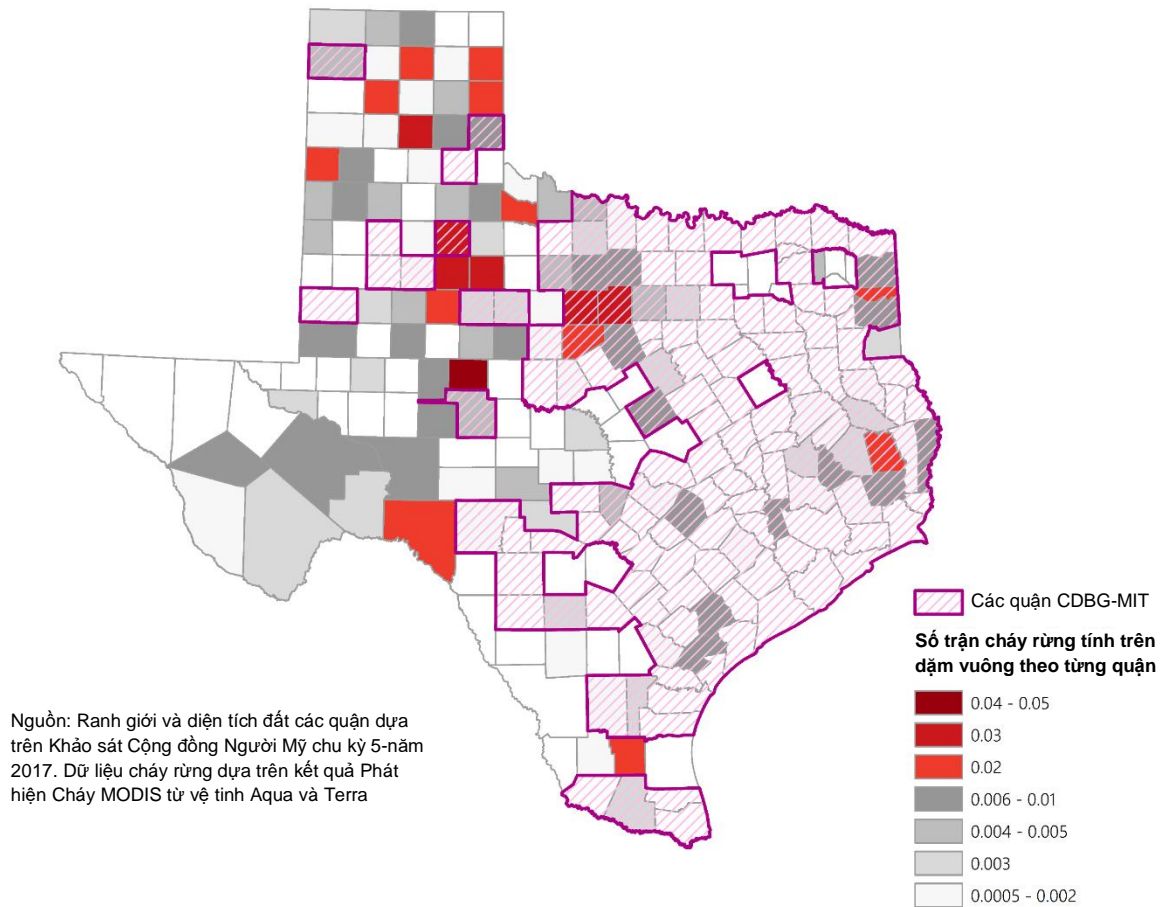 Các quận CDBG-MIT
Số trận cháy rừng tính trên
dặm vuông theo từng quận
0.04 - 0.05
0.03
0.02
0.006 - 0.01
0.004 - 0.005
0.003
0.0005 - 0.002
Nguồn: Ranh giới và diện tích đất các quận dựa
trên Khảo sát Cộng đồng Người Mỹ chu kỳ 5-năm
2017. Dữ liệu cháy rừng dựa trên kết quả Phát
hiện Cháy MODIS từ vệ tinh Aqua và Terra